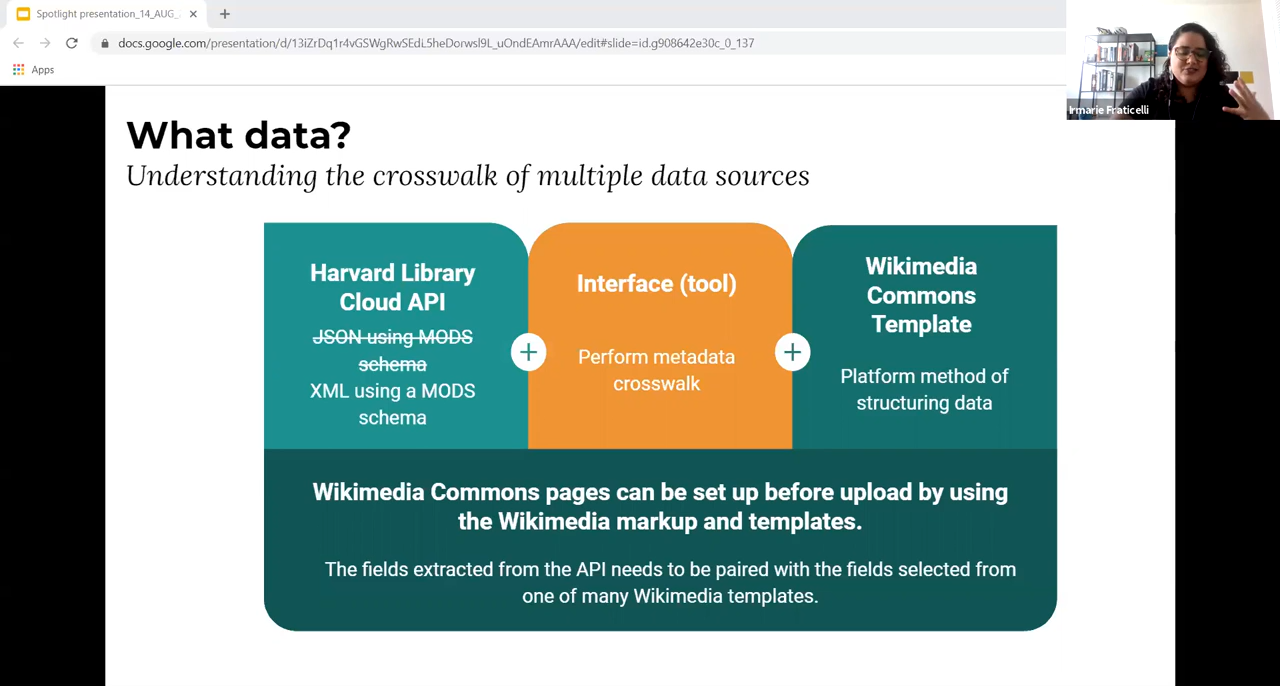 Spotlight presentation_14_AUG_
docs.google.com/presentation/d/13iZrDq1r4vGSWgRwSEdL5heDorwsl9L_uOndEAmrAAA/edit#slide=id.g908642e30c_0_137
Apps
Irmarie Fraticelli
What data?
Understanding the crosswalk of multiple data sources
Harvard Library
Cloud API
JSON using MODS
schema
XML using a MODS
schema
Interface (tool)
Perform metadata
crosswalk
Wikimedia
Commons
Template
Platform method of
structuring data
Wikimedia Commons pages can be set up before upload by using
the Wikimedia markup and templates.
The fields extracted from the API needs to be paired with the fields selected from
one of many Wikimedia templates.